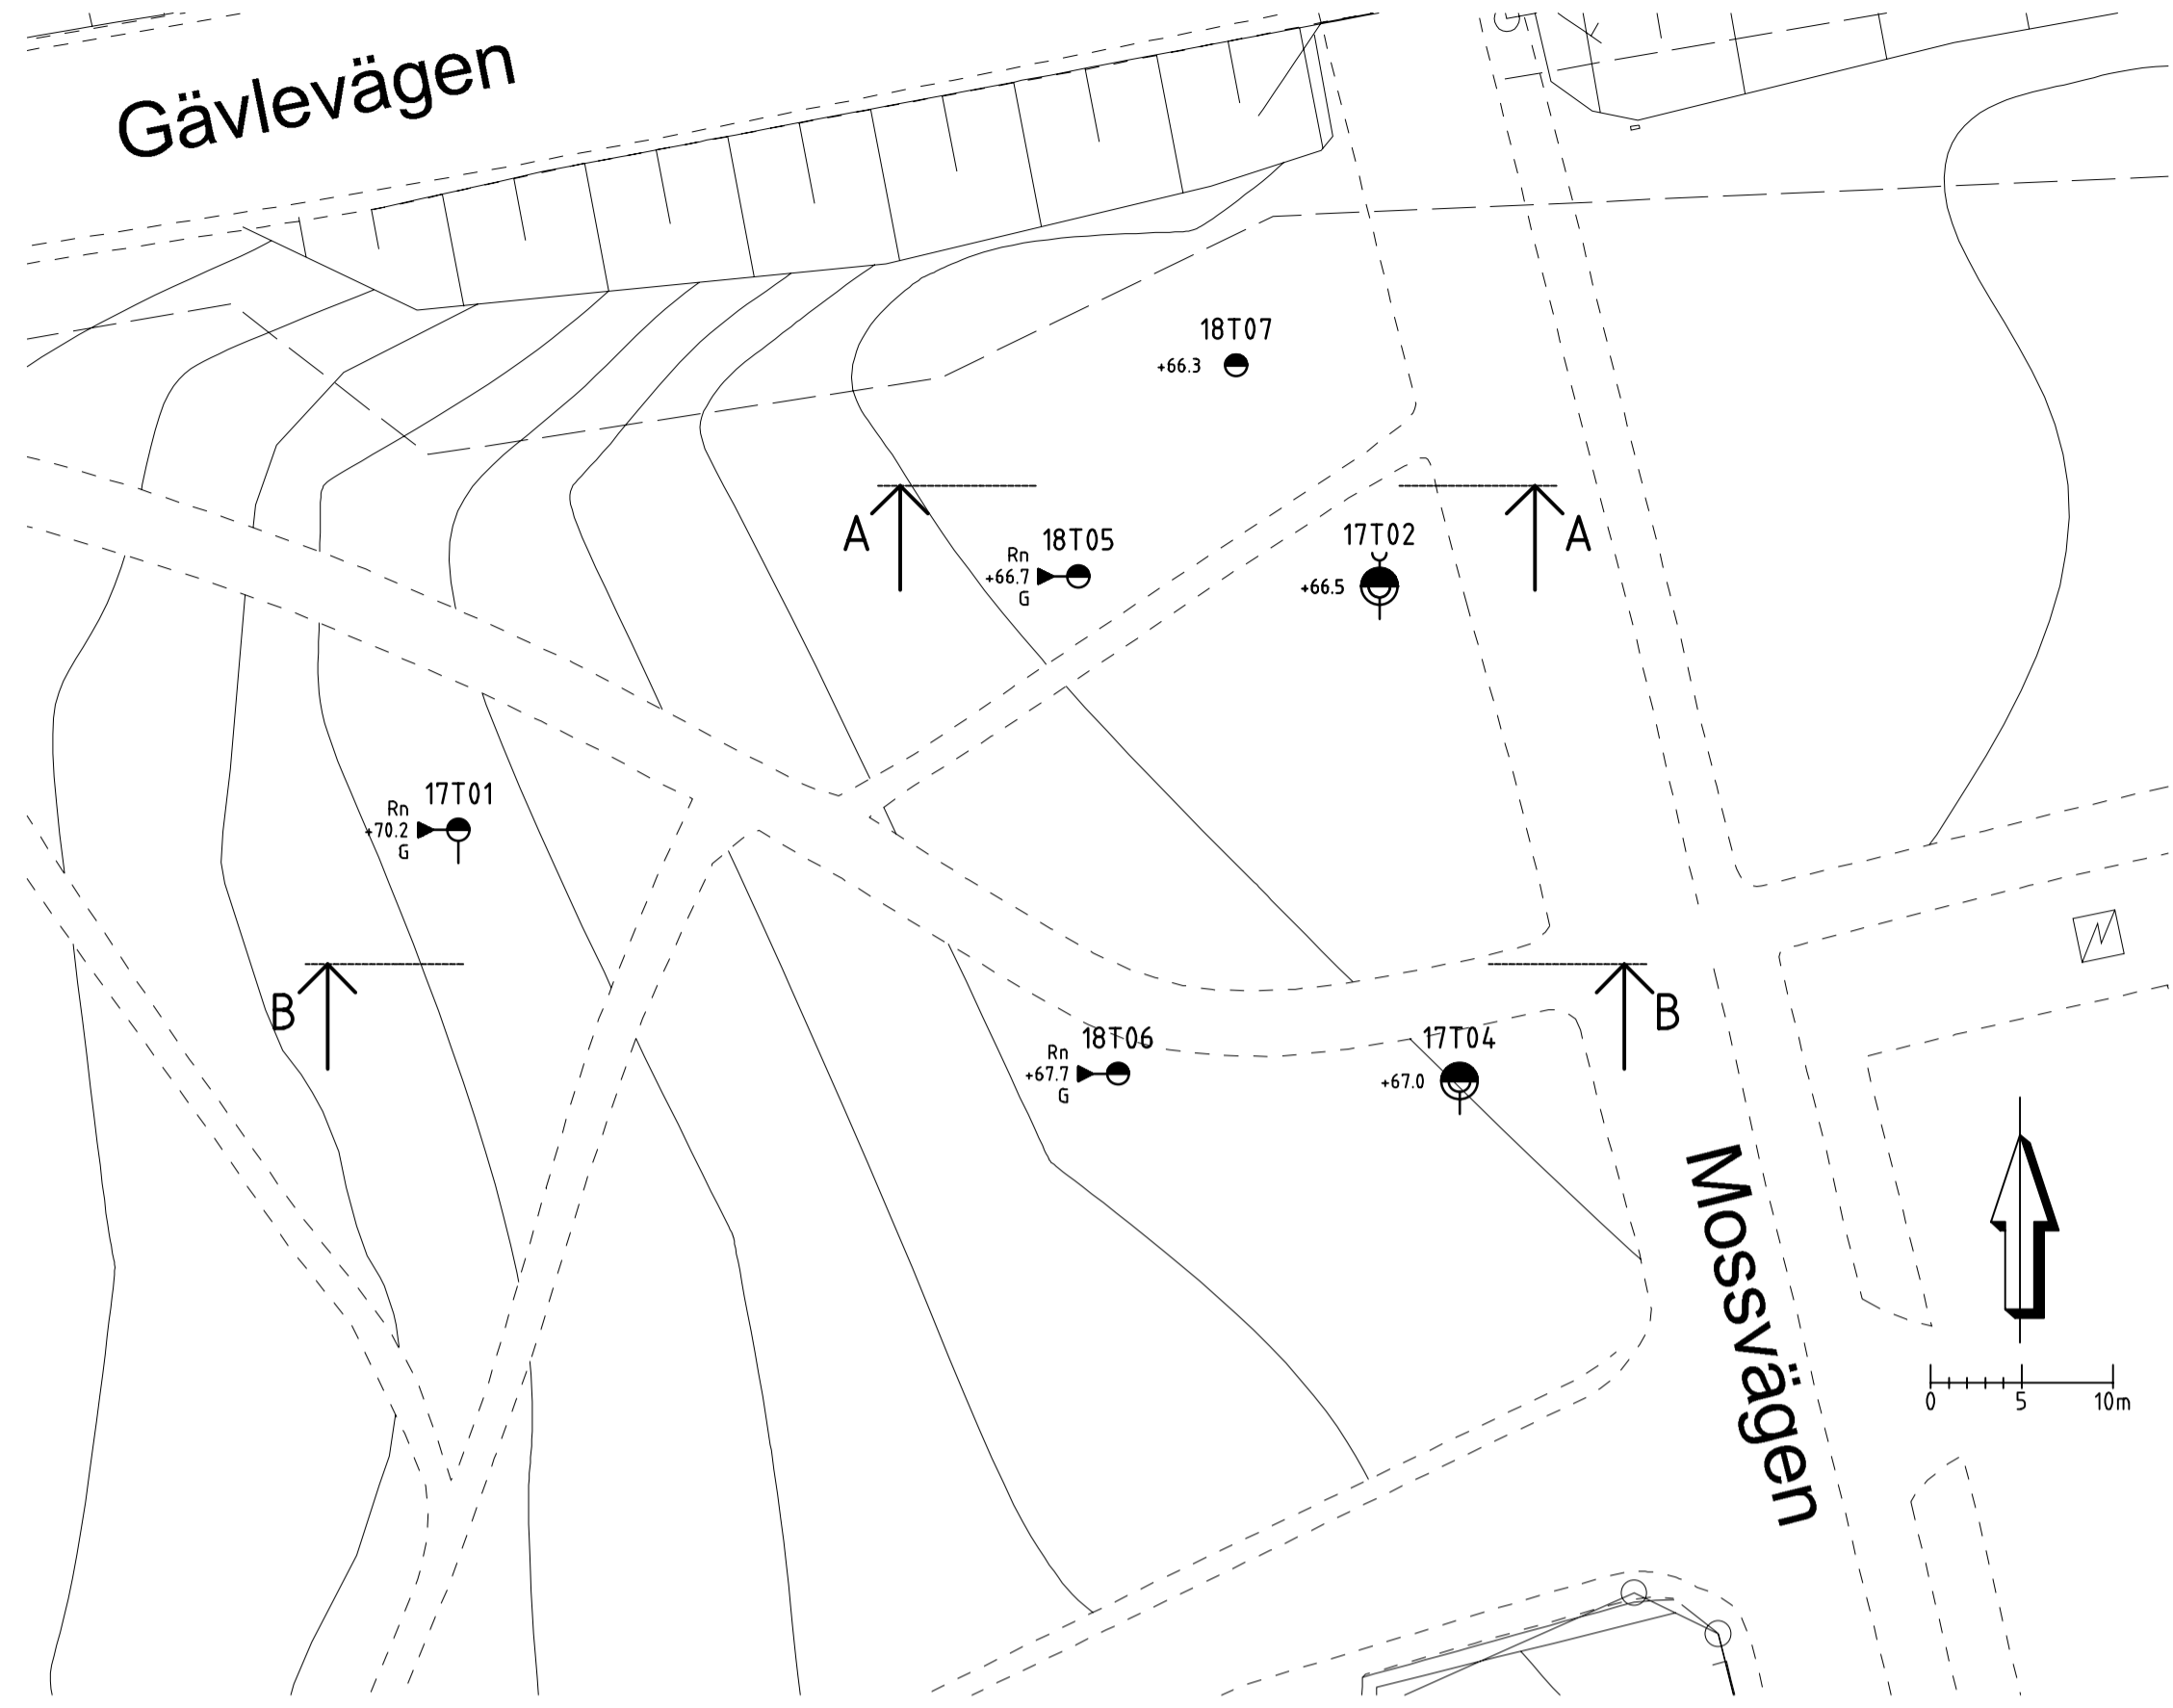 Gävlevägen
18T07
+66.3
A
18T05
Rn
+66.7
G
17T02
+66.5
A
17T01
Rn
+70.2
G
B
18T06
Rn
+67.7
G
17T04
+67.0
B
Mossvägen
0 5 10m